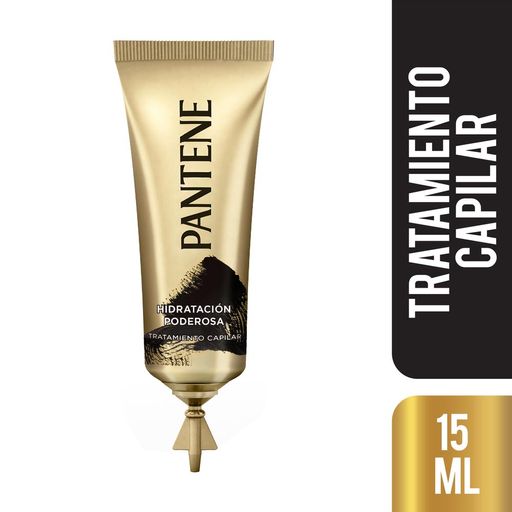 PANTENE
HIDRATACIÓN
PODEROSA
TRATAMIENTO CAPILAR
TRATAMIENTO
CAPILAR
15
ML